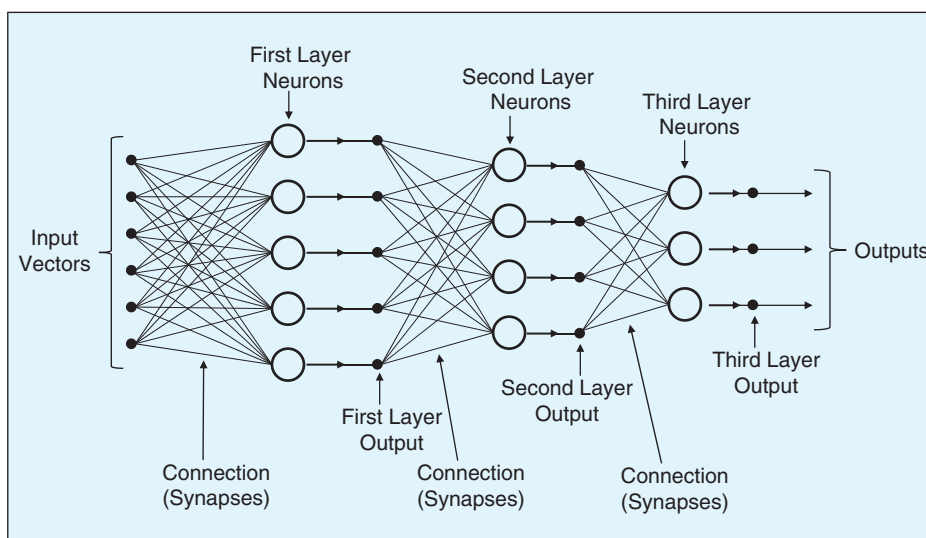 First Layer
Neurons
Second Layer
Neurons
Third Layer
Neurons
Input
Vectors
Outputs
First Layer
Output
Second Layer
Output
Third Layer
Output
Connection
(Synapses)
Connection
(Synapses)
Connection
(Synapses)